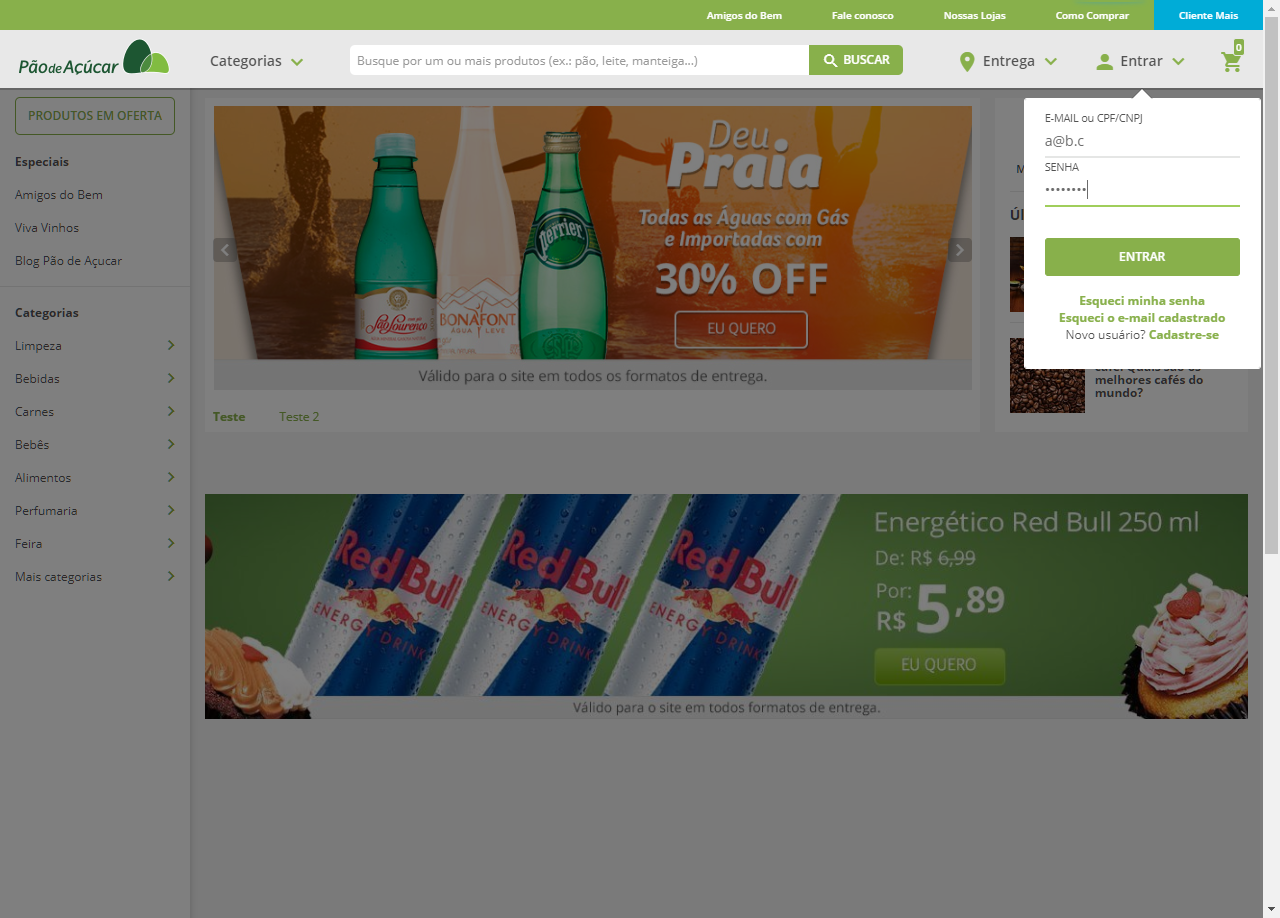 Amigos do Bem
Fale conosco
Nossas Lojas
Como Comprar
Cliente Mais
Pão de Açúcar
Categorias
Busque por um ou mais produtos (ex.: pão, leite, manteiga...)
BUSCAR
Entrega
Entrar
0
PRODUTOS EM OFERTA
Especiais
Amigos do Bem
Viva Vinhos
Blog Pão de Açucar
Categorias
Limpeza
Bebidas
Carnes
Bebês
Alimentos
Perfumaria
Feira
Mais categorias
Deu
Praia
Todas as Águas com Gás
e Importadas com
30% OFF
EU QUERO
São Lourenço
BONAFONT
ÁGUA LEVE
perrier
Válido para o site em todos os formatos de entrega.
Teste
Teste 2
E-MAIL ou CPF/CNPJ
a@b.c
SENHA
••••••••
ENTRAR
Esqueci minha senha
Esqueci o e-mail cadastrado
Novo usuário? Cadastre-se
melhores cafés do
mundo?
Red Bull
ENERGY DRINK
Red Bull
ENERGY DRINK
Red Bull
ENERGY DRINK
Energético Red Bull 250 ml
De: R$ 6,99
Por:
R$ 5,89
EU QUERO
Válido para o site em todos formatos de entrega.